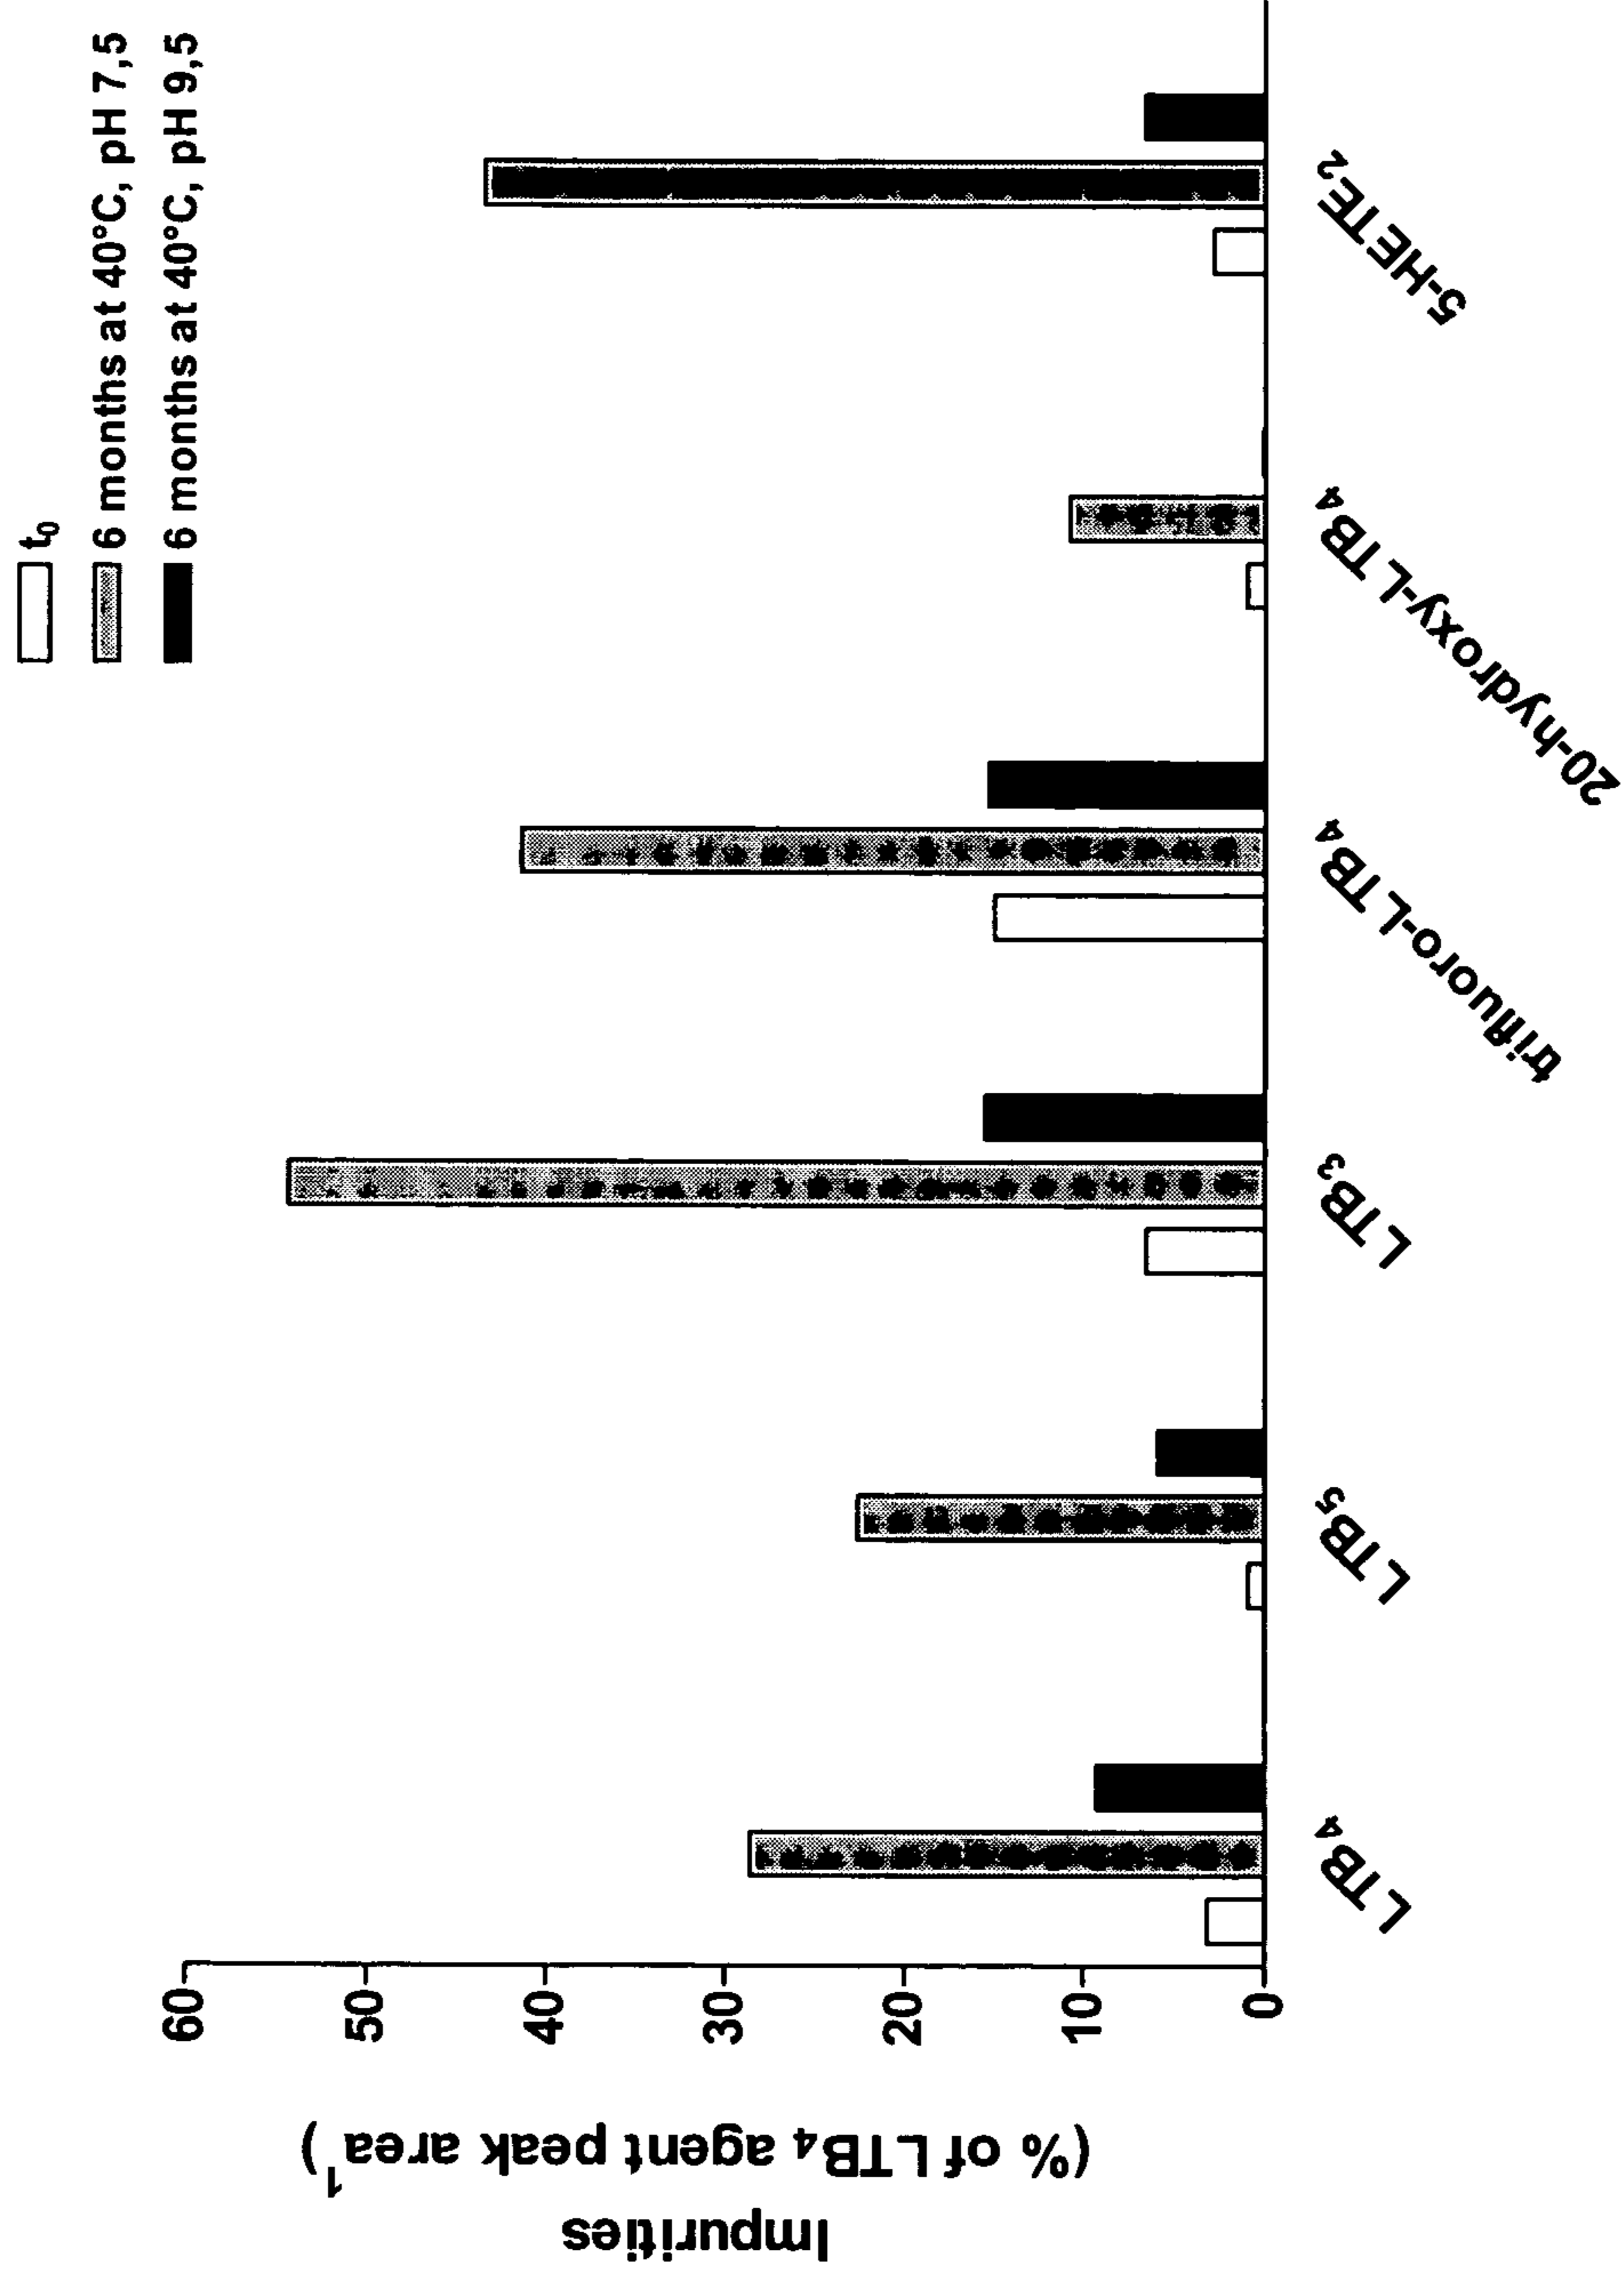 t₀
6 months at 40°C, pH 7,5
6 months at 40°C, pH 9,5
Impurities
(% of LTB₄ agent peak area¹)
60
50
40
30
20
10
0
LTB₄
LTB₅
LTB₃
trifluoro-LTB₄
20-hydroxy-LTB₄
5-HETE₂